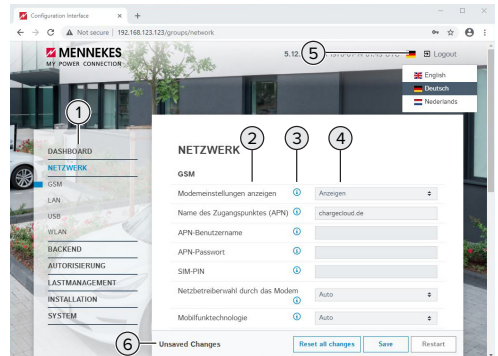 Configuration Interface
Not secure | 192.168.123.123/groups/network
MENNEKES
MY POWER CONNECTION
5.12.
5
UTC
Logout
English
Deutsch
Nederlands
1
DASHBOARD
NETZWERK
GSM
LAN
USB
WLAN
BACKEND
AUTORISIERUNG
LASTMANAGEMENT
INSTALLATION
SYSTEM
NETZWERK
2
3
4
GSM
Modemeinstellungen anzeigen
Anzeigen
Name des Zugangspunktes (APN)
chargecloud.de
APN-Benutzername
APN-Passwort
SIM-PIN
Netzbetreiberwahl durch das Modem
Auto
Mobilfunktechnologie
Auto
6
Unsaved Changes
Reset all changes
Save
Restart